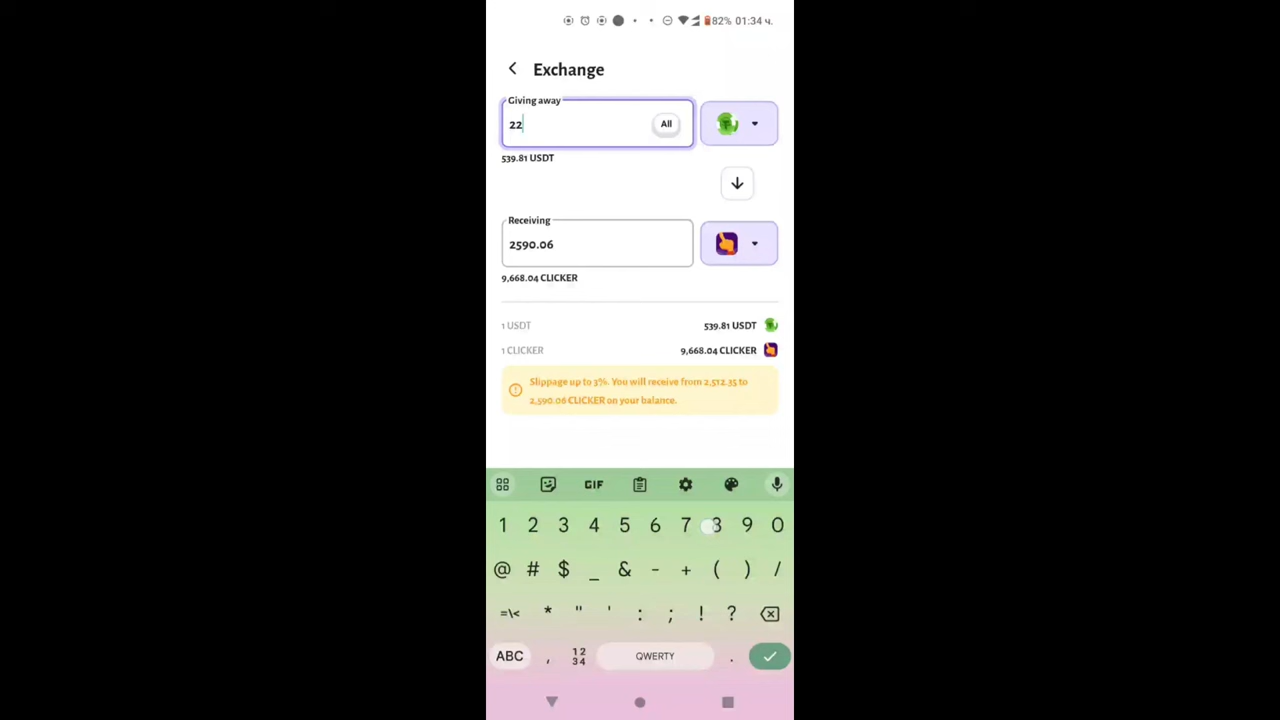 82% 01:34 ч.
Exchange
Giving away
22
All
539.81 USDT
Receiving
2590.06
9,668.04 CLICKER
1 USDT 539.81 USDT
1 CLICKER 9,668.04 CLICKER
Slippage up to 3%. You will receive from 2,512.35 to
2,590.06 CLICKER on your balance.
GIF
1 2 3 4 5 6 7 8 9 0
@ # $ _ & - + ( ) /
=\< * " ' : ; ! ?
ABC , 12 34 QWERTY .